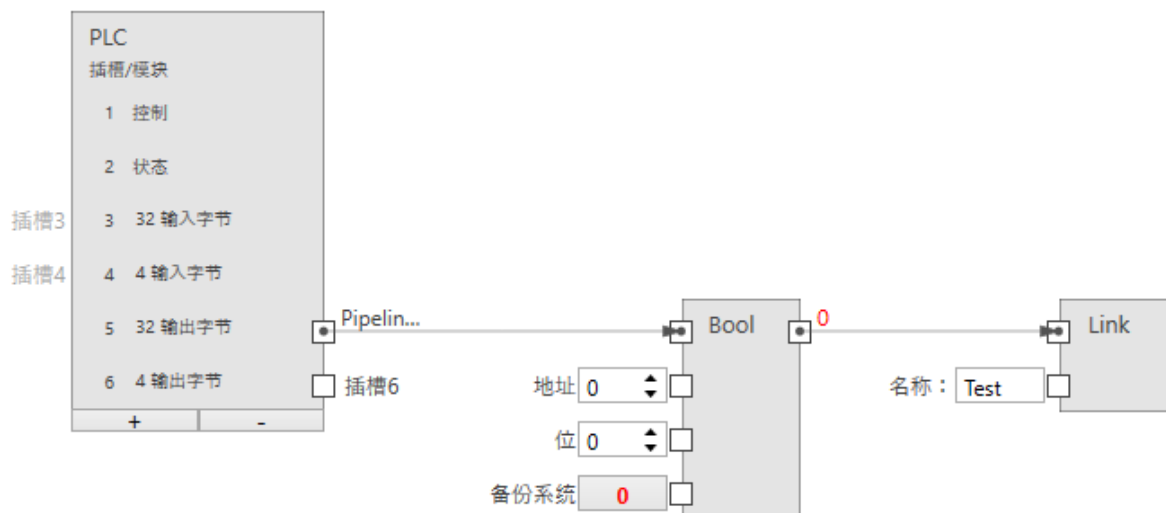 PLC
插槽/模块
1 控制
2 状态
插槽3 3 32 输入字节
插槽4 4 4 输入字节
5 32 输出字节 Pipelin... Bool 0 Link
6 4 输出字节 插槽6 地址 0 名称： Test
+ -
位 0
备份系统 0